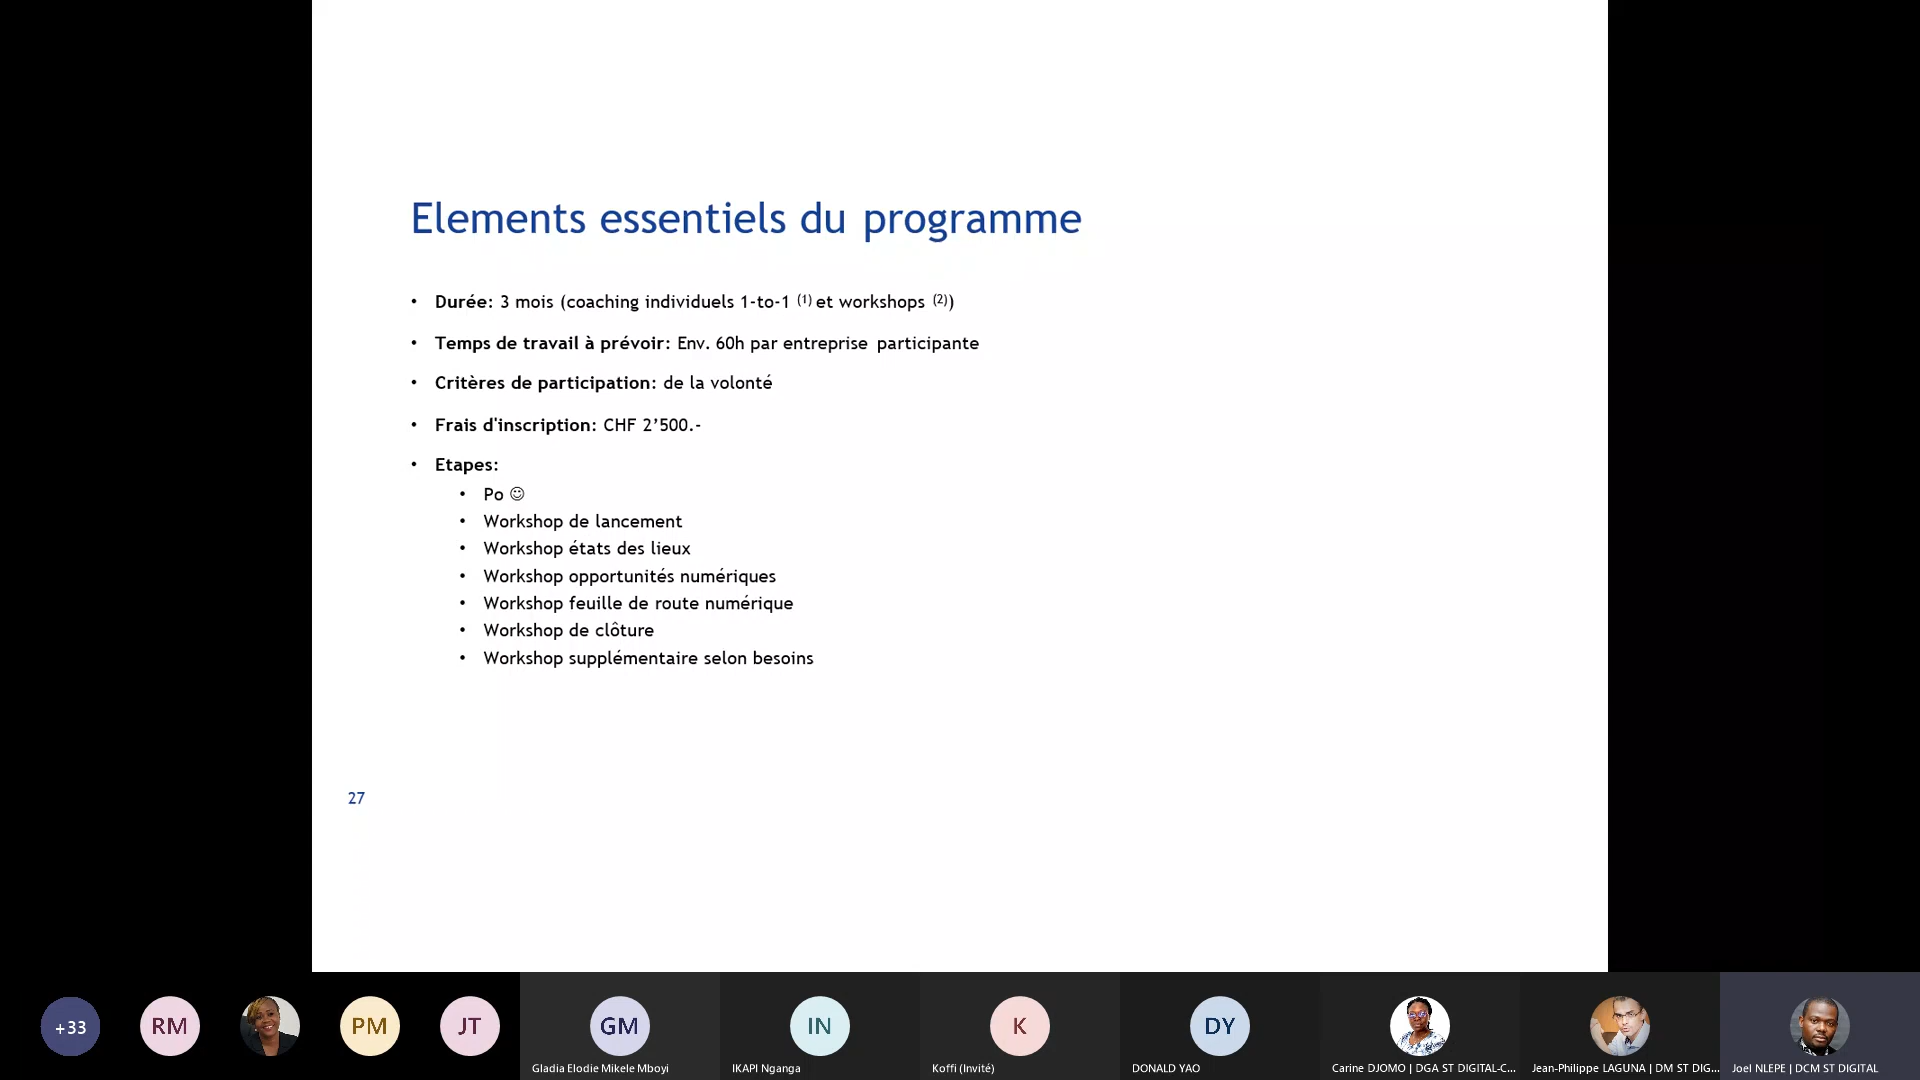 Elements essentiels du programme
• Durée: 3 mois (coaching individuels 1-to-1 (1) et workshops (2))
• Temps de travail à prévoir: Env. 60h par entreprise participante
• Critères de participation: de la volonté
• Frais d'inscription: CHF 2’500.-
• Etapes:
• Po ☺
• Workshop de lancement
• Workshop états des lieux
• Workshop opportunités numériques
• Workshop feuille de route numérique
• Workshop de clôture
• Workshop supplémentaire selon besoins
27
+33 RM PM JT GM IN K DY
Gladia Elodie Mikele Mboyi IKAPI Nganga Koffi (Invité) DONALD YAO Carine DJOMO | DGA ST DIGITAL-C... Jean-Philippe LAGUNA | DM ST DIG... Joel NLEPE | DCM ST DIGITAL